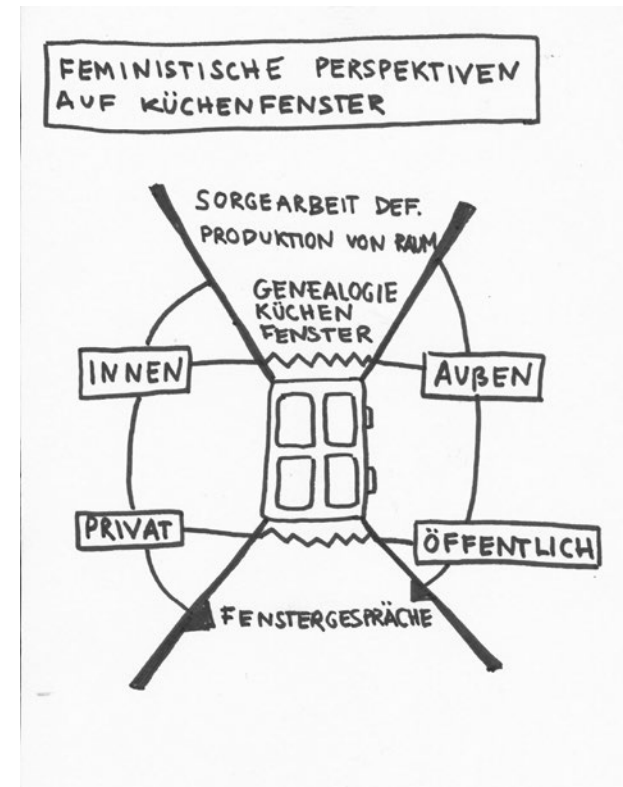 FEMINISTISCHE PERSPEKTIVEN
AUF KÜCHENFENSTER
SORGEARBEIT DEF.
PRODUKTION VON RAUM
GENEALOGIE
KÜCHEN
FENSTER
INNEN
AUßEN
PRIVAT
ÖFFENTLICH
FENSTERGESPRÄCHE